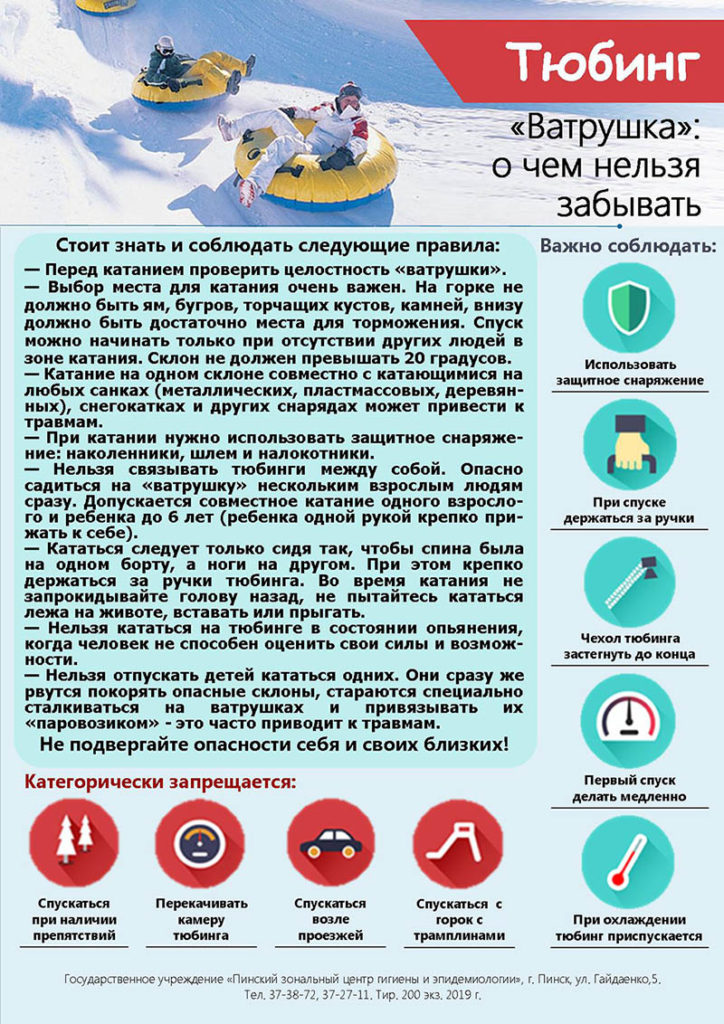 Тюбинг
«Ватрушка»:
о чем нельзя
забывать
Стоит знать и соблюдать следующие правила:
— Перед катанием проверить целостность «ватрушки».
— Выбор места для катания очень важен. На горке не
должно быть ям, бугров, торчащих кустов, камней, внизу
должно быть достаточно места для торможения. Спуск
можно начинать только при отсутствии других людей в
зоне катания. Склон не должен превышать 20 градусов.
— Катание на одном склоне совместно с катающимися на
любых санках (металлических, пластмассовых, деревян-
ных), снегокатках и других снарядах может привести к
травмам.
— При катании нужно использовать защитное снаряже-
ние: наколенники, шлем и налокотники.
— Нельзя связывать тюбинги между собой. Опасно
садиться на «ватрушку» нескольким взрослым людям
сразу. Допускается совместное катание одного взросло-
го и ребенка до 6 лет (ребенка одной рукой крепко при-
жать к себе).
— Кататься следует только сидя так, чтобы спина была
на одном борту, а ноги на другом. При этом крепко
держаться за ручки тюбинга. Во время катания не
запрокидывайте голову назад, не пытайтесь кататься
лежа на животе, вставать или прыгать.
— Нельзя кататься на тюбинге в состоянии опьянения,
когда человек не способен оценить свои силы и возмож-
ности.
— Нельзя отпускать детей кататься одних. Они сразу же
рвутся покорять опасные склоны, стараются специально
сталкиваться на ватрушках и привязывать их
«паровозиком» - это часто приводит к травмам.
Не подвергайте опасности себя и своих близких!
Важно соблюдать:
Использовать
защитное снаряжение
При спуске
держаться за ручки
Чехол тюбинга
застегнуть до конца
Первый спуск
делать медленно
При охлаждении
тюбинг приспускается
Категорически запрещается:
Спускаться
при наличии
препятствий
Перекачивать
камеру
тюбинга
Спускаться
возле
проезжей
Спускаться с
горок с
трамплинами
Государственное учреждение «Пинский зональный центр гигиены и эпидемиологии», г. Пинск, ул. Гайдаенко,5.
Тел. 37-38-72, 37-27-11. Тир. 200 экз. 2019 г.